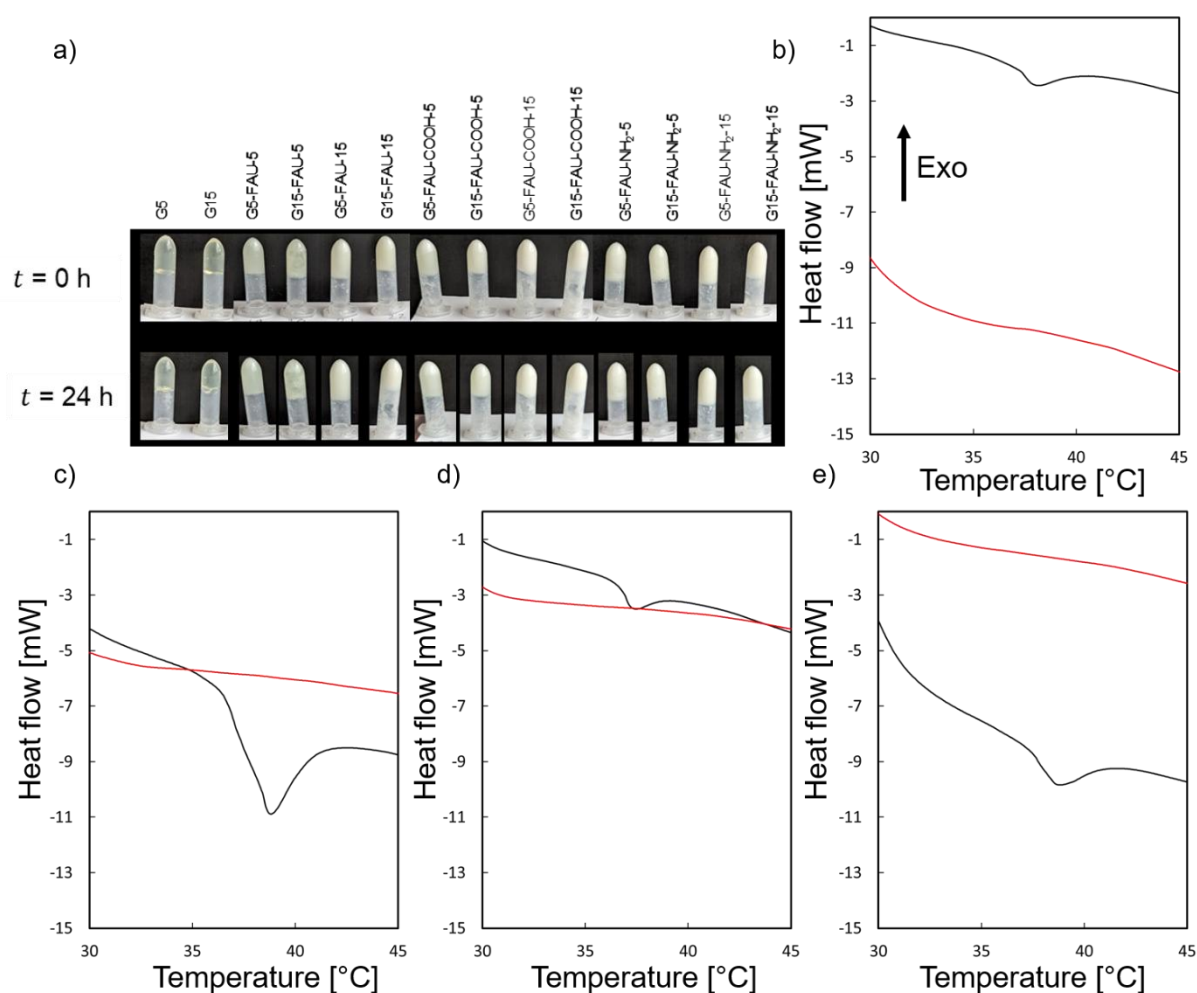 a)
G5
G15
G5-FAU-5
G15-FAU-5
G5-FAU-15
G15-FAU-15
G5-FAU-COOH-5
G15-FAU-COOH-5
G5-FAU-COOH-15
G15-FAU-COOH-15
G5-FAU-NH₂-5
G15-FAU-NH₂-5
G5-FAU-NH₂-15
G15-FAU-NH₂-15
t = 0 h
t = 24 h
b)
Heat flow [mW]
-1
-3
-5
-7
-9
-11
-13
-15
Exo
30
35
40
45
Temperature [°C]
c)
Heat flow [mW]
-1
-3
-5
-7
-9
-11
-13
-15
30
35
40
45
Temperature [°C]
d)
Heat flow [mW]
-1
-3
-5
-7
-9
-11
-13
-15
30
35
40
45
Temperature [°C]
e)
Heat flow [mW]
-1
-3
-5
-7
-9
-11
-13
-15
30
35
40
45
Temperature [°C]